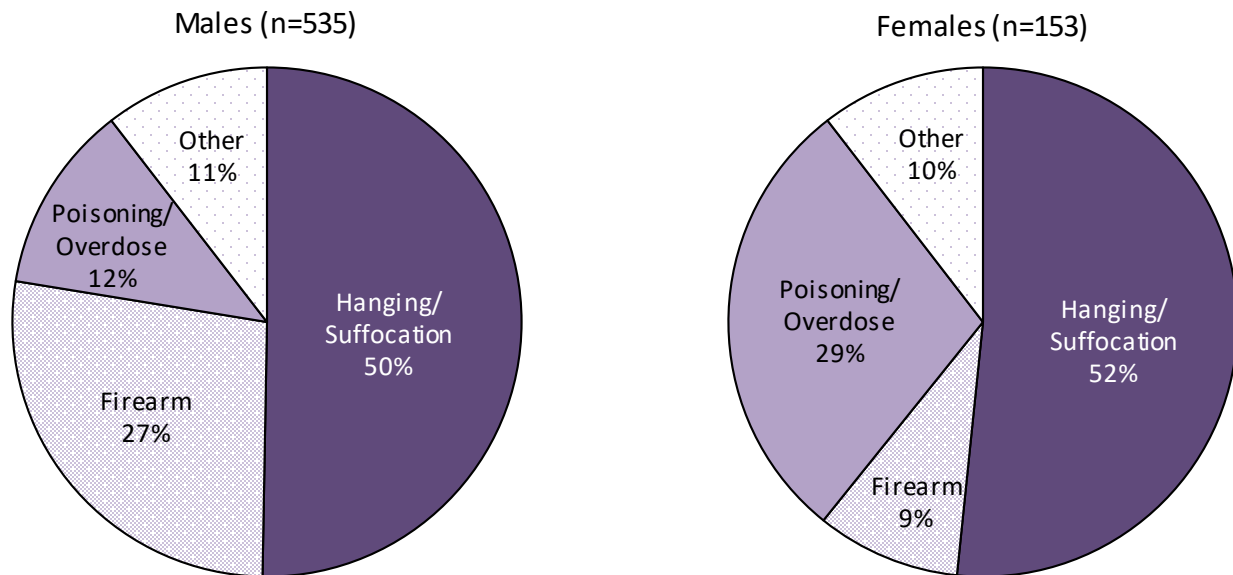 Males (n=535)
Other
11%
Poisoning/
Overdose
12%
Hanging/
Suffocation
50%
Firearm
27%
Females (n=153)
Other
10%
Poisoning/
Overdose
29%
Hanging/
Suffocation
52%
Firearm
9%